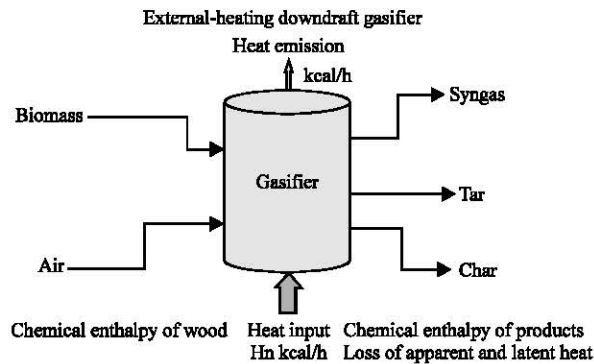 External-heating downdraft gasifier
Heat emission
kcal/h
Syngas
Biomass
Gasifier
Tar
Air
Char
Chemical enthalpy of wood
Heat input
Hn kcal/h
Chemical enthalpy of products
Loss of apparent and latent heat